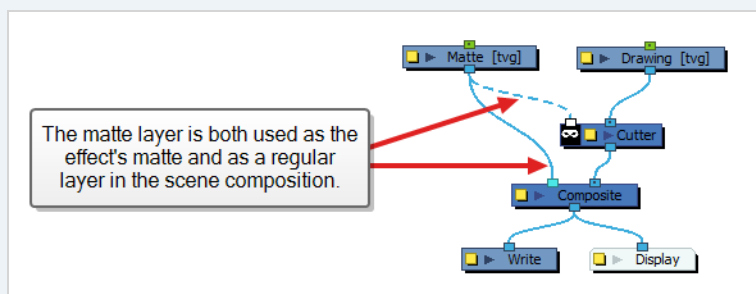 Matte [tvg]
Drawing [tvg]
The matte layer is both used as the
effect's matte and as a regular
layer in the scene composition.
Cutter
Composite
Write
Display